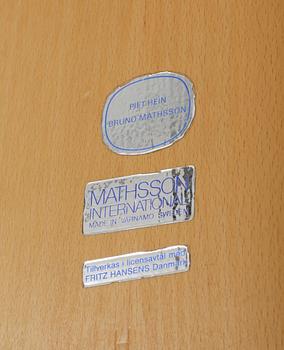 PIET HEIN
BRUNO MATHSSON
MATHSSON
INTERNATIONAL
MADE IN VÄRNAMO SWEDEN
Tillverkas i licensavtal med
FRITZ HANSENS Danmark